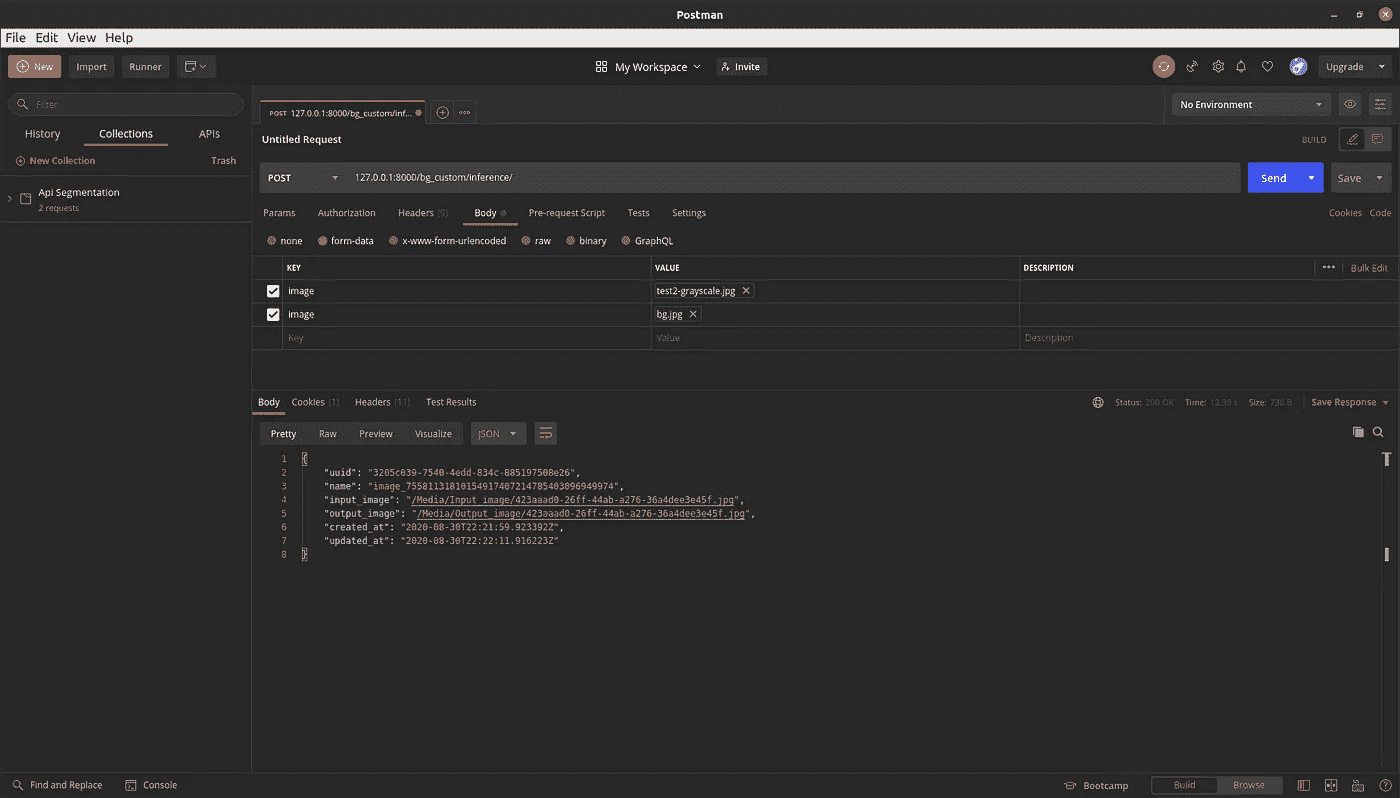 Postman
File Edit View Help
New Import Runner My Workspace Invite Upgrade
Filter
History Collections APIs
New Collection Trash
Api Segmentation
2 requests
POST 127.0.0.1:8000/bg_custom/inf... No Environment
Untitled Request BUILD
POST 127.0.0.1:8000/bg_custom/inference/ Send Save
Params Authorization Headers (9) Body Pre-request Script Tests Settings Cookies Code
none form-data x-www-form-urlencoded raw binary GraphQL
KEY VALUE DESCRIPTION Bulk Edit
image test2-grayscale.jpg
image bg.jpg
Key Value Description
Body Cookies (1) Headers (11) Test Results Status: 200 OK Time: 12.39 s Size: 730 B Save Response
Pretty Raw Preview Visualize JSON
1 {
2 "uuid": "3205c039-7540-4edd-834c-885197508e26",
3 "name": "image_755811318101549174072147854030969499​74",
4 "input_image": "/Media/Input_image/423aaad0-26ff-44ab-a276-36a4dee3e45f.jpg",
5 "output_image": "/Media/Output_image/423aaad0-26ff-44ab-a276-36a4dee3e45f.jpg",
6 "created_at": "2020-08-30T22:21:59.923392Z",
7 "updated_at": "2020-08-30T22:22:11.916223Z"
8 }
Find and Replace Console Bootcamp Build Browse